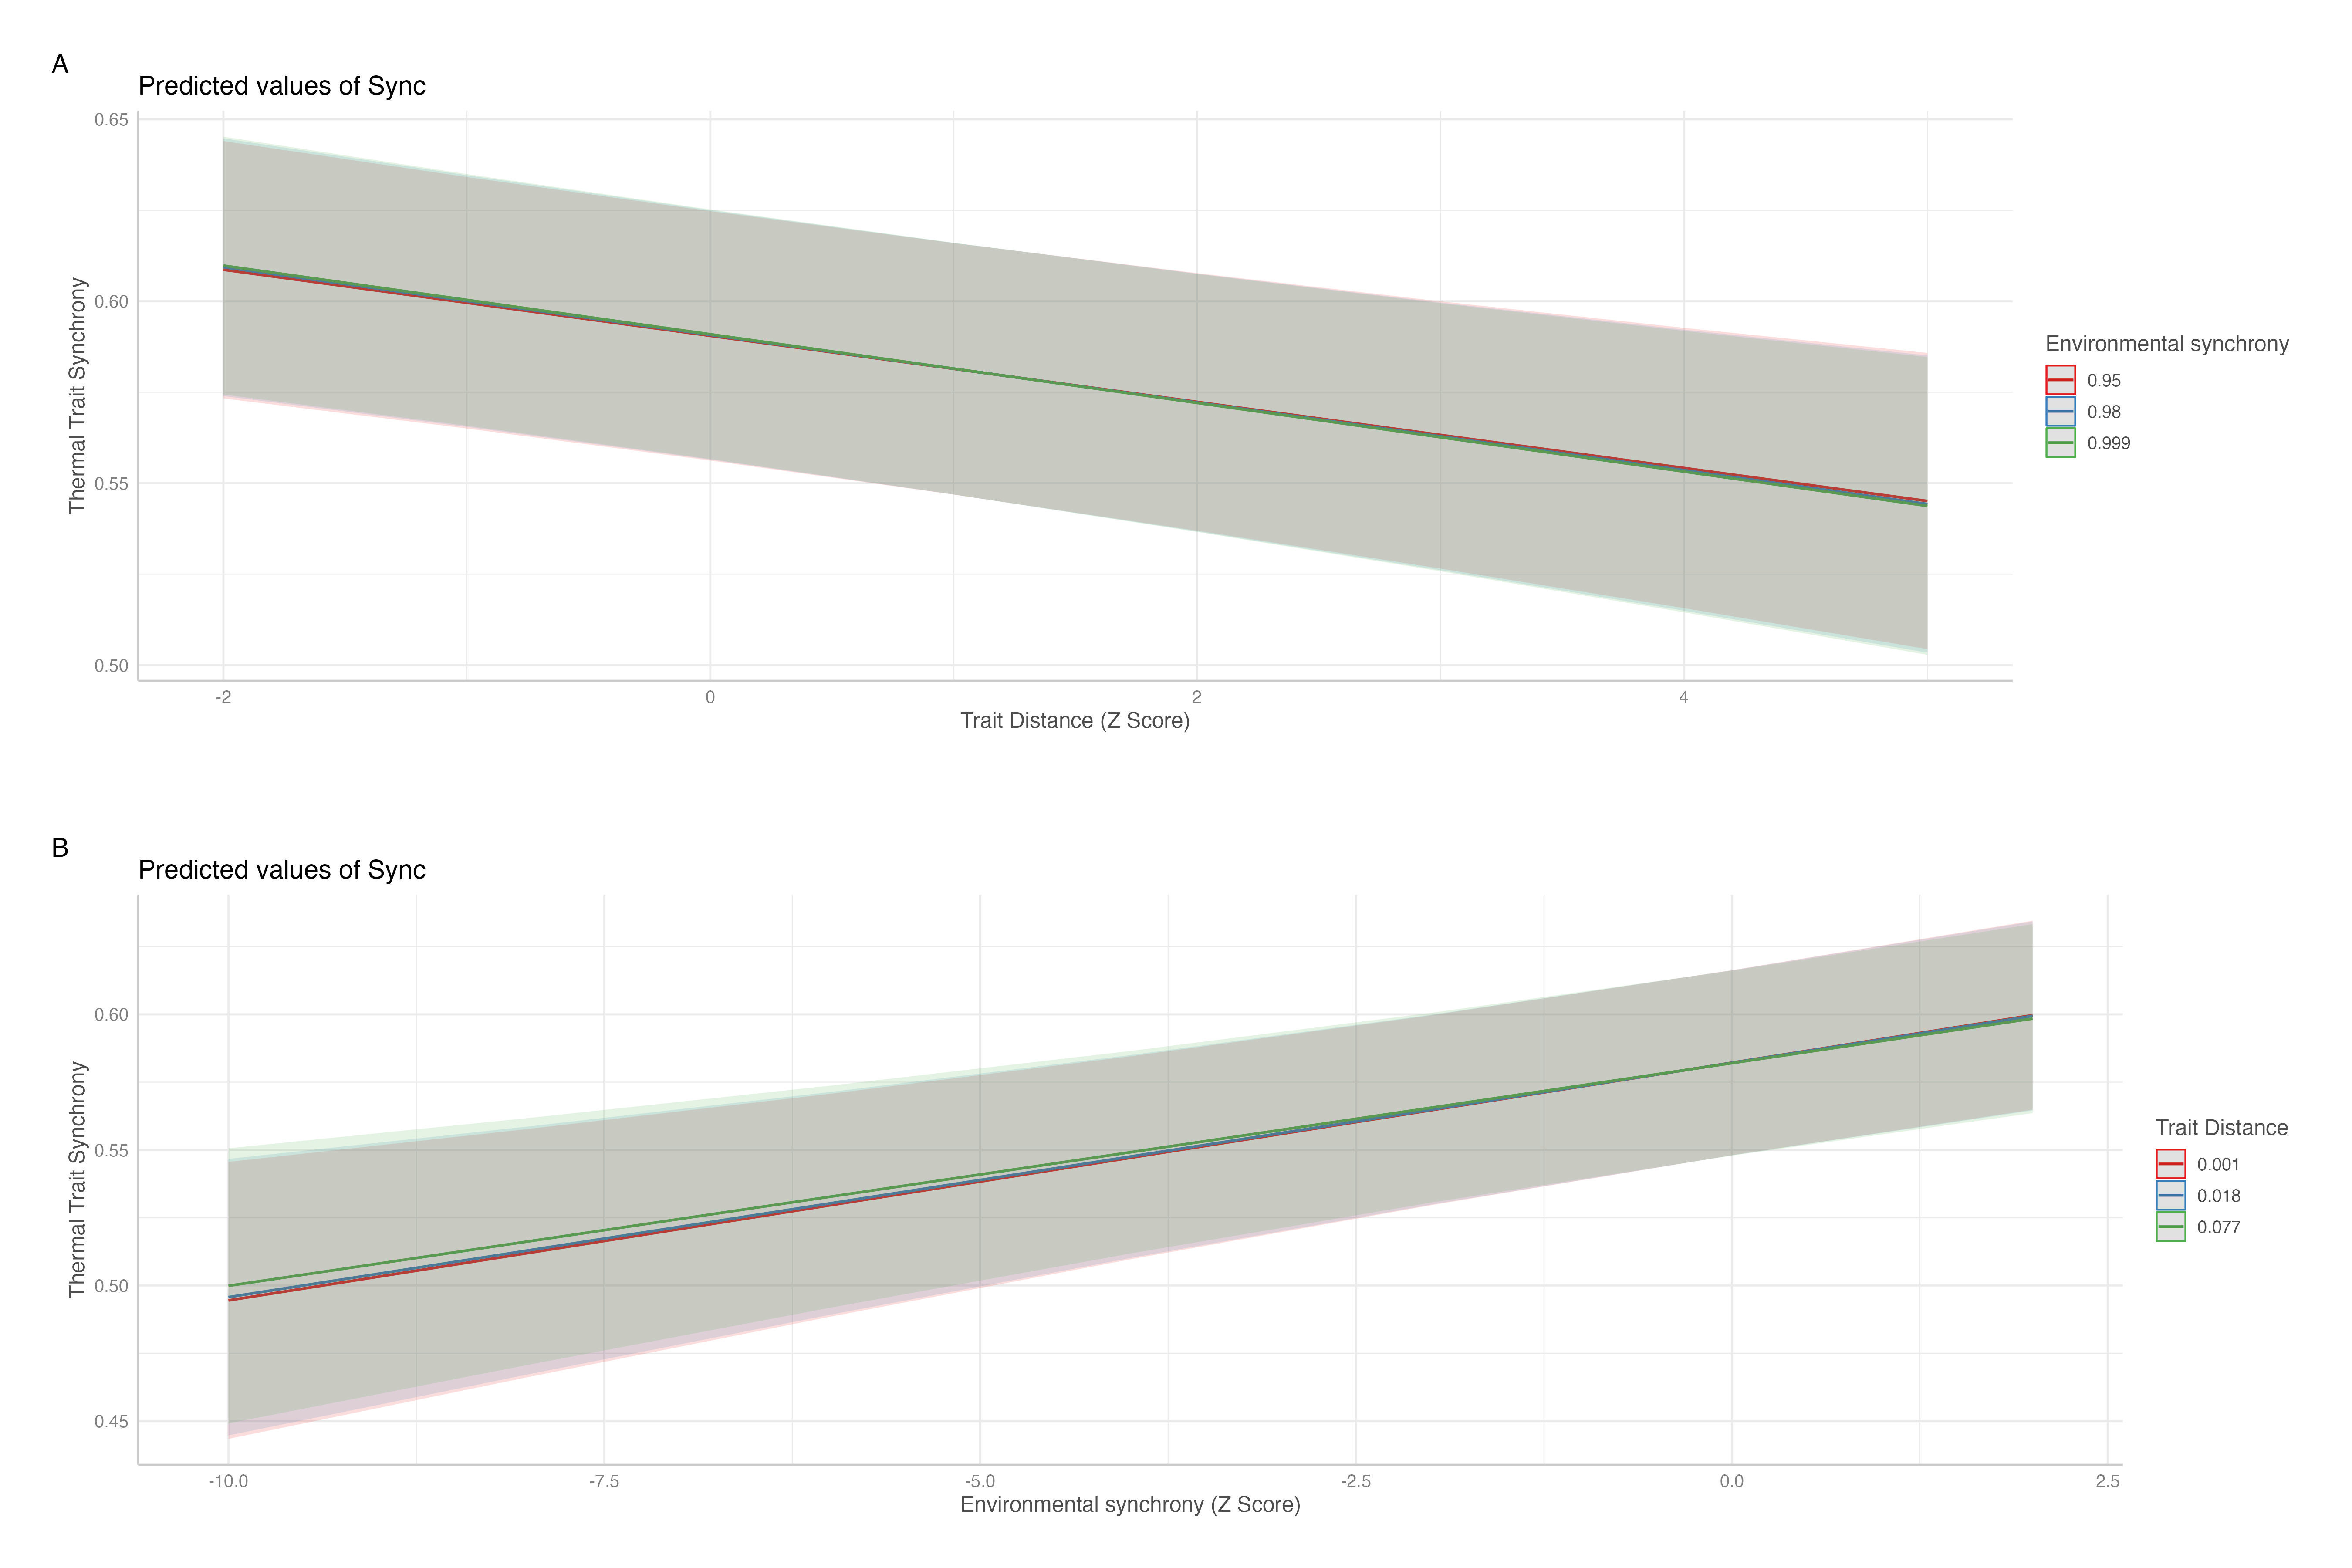 A
Predicted values of Sync
Thermal Trait Synchrony
0.65
0.60
0.55
0.50
-2
0
2
4
Trait Distance (Z Score)
Environmental synchrony
0.95
0.98
0.999
B
Predicted values of Sync
Thermal Trait Synchrony
0.60
0.55
0.50
0.45
-10.0
-7.5
-5.0
-2.5
0.0
2.5
Environmental synchrony (Z Score)
Trait Distance
0.001
0.018
0.077